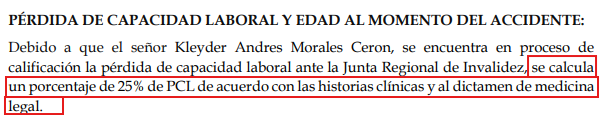 PÉRDIDA DE CAPACIDAD LABORAL Y EDAD AL MOMENTO DEL ACCIDENTE:
Debido a que el señor Kleyder Andres Morales Ceron, se encuentra en proceso de
calificación la pérdida de capacidad laboral ante la Junta Regional de Invalidez, se calcula
un porcentaje de 25% de PCL de acuerdo con las historias clínicas y al dictamen de medicina
legal.